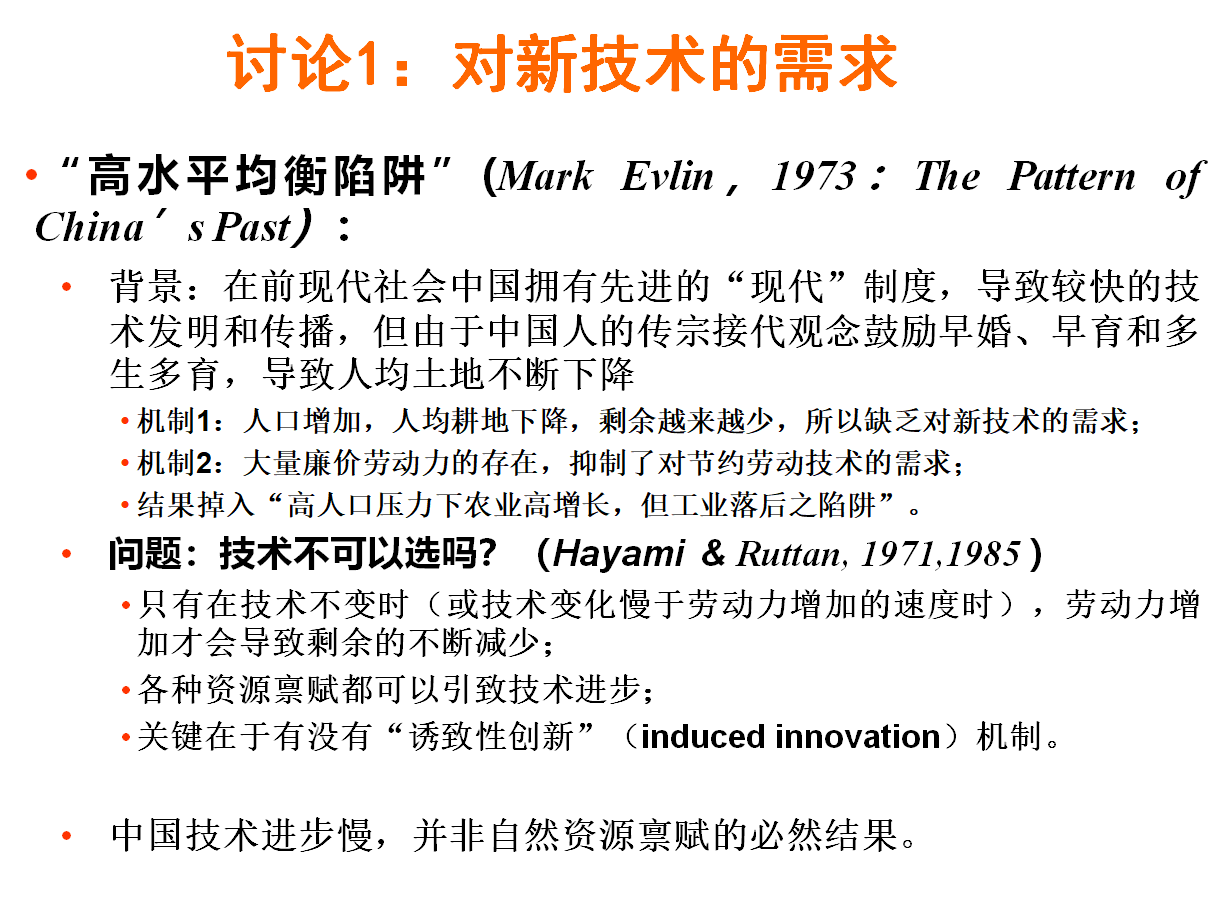 讨论1：对新技术的需求
•“高水平均衡陷阱”(Mark Evlin，1973：The Pattern of
China′s Past）：
• 背景：在前现代社会中国拥有先进的“现代”制度，导致较快的技
术发明和传播，但由于中国人的传宗接代观念鼓励早婚、早育和多
生多育，导致人均土地不断下降
•机制1：人口增加，人均耕地下降，剩余越来越少，所以缺乏对新技术的需求；
•机制2：大量廉价劳动力的存在，抑制了对节约劳动技术的需求；
•结果掉入“高人口压力下农业高增长，但工业落后之陷阱”。
• 问题：技术不可以选吗？（Hayami & Ruttan, 1971,1985 )
•只有在技术不变时（或技术变化慢于劳动力增加的速度时），劳动力增
加才会导致剩余的不断减少；
•各种资源禀赋都可以引致技术进步；
•关键在于有没有“诱致性创新”（induced innovation）机制。
• 中国技术进步慢，并非自然资源禀赋的必然结果。